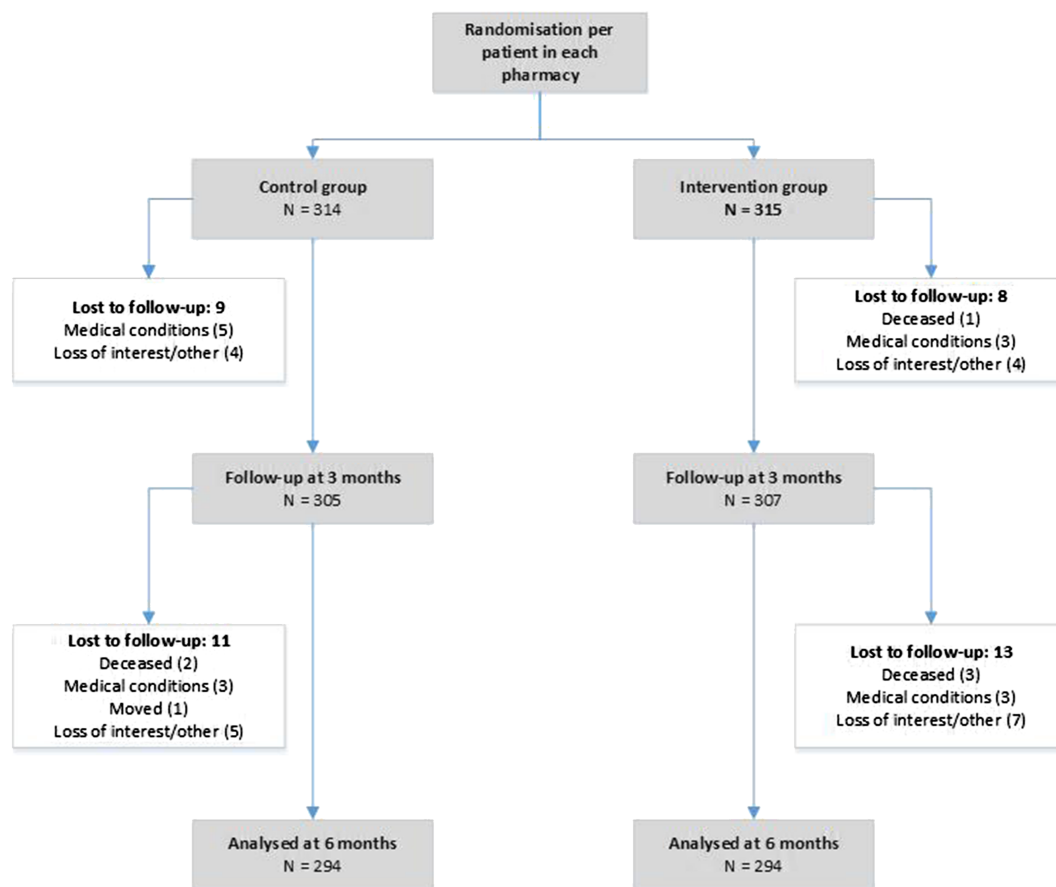 Randomisation per
patient in each
pharmacy
Control group
N = 314
Intervention group
N = 315
Lost to follow-up: 9
Medical conditions (5)
Loss of interest/other (4)
Lost to follow-up: 8
Deceased (1)
Medical conditions (3)
Loss of interest/other (4)
Follow-up at 3 months
N = 305
Follow-up at 3 months
N = 307
Lost to follow-up: 11
Deceased (2)
Medical conditions (3)
Moved (1)
Loss of interest/other (5)
Lost to follow-up: 13
Deceased (3)
Medical conditions (3)
Loss of interest/other (7)
Analysed at 6 months
N = 294
Analysed at 6 months
N = 294